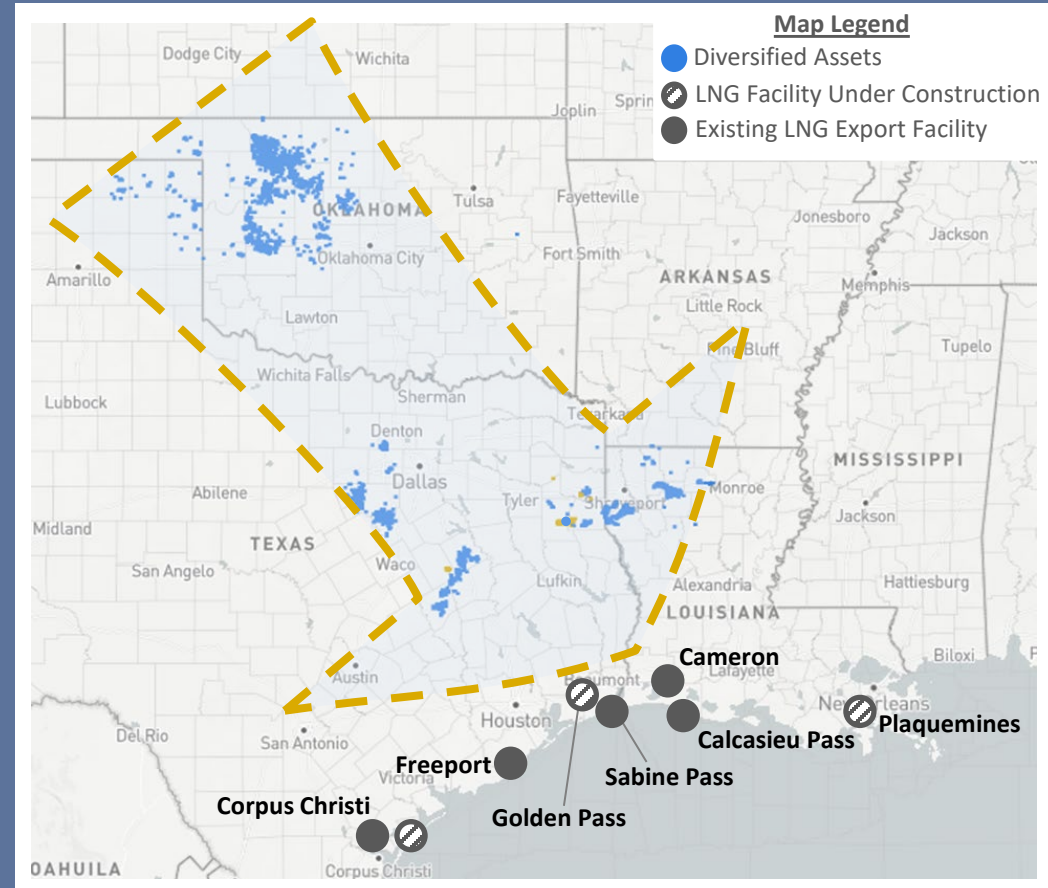 Map Legend
Diversified Assets
LNG Facility Under Construction
Existing LNG Export Facility
Dodge City
Wichita
Joplin
Sprin
Tulsa
Fayetteville
OKLAHOMA
Jonesboro
Jackson
Oklahoma City
Fort Smith
Amarillo
ARKANSAS
Memphis
Little Rock
Lawton
Pine Bluff
Tupelo
Wichita Falls
Sherman
Lubbock
Texarkana
Denton
MISSISSIPPI
Dallas
Abilene
Tyler
Shreveport
Monroe
Midland
Jackson
TEXAS
Waco
San Angelo
Lufkin
Alexandria
Hattiesburg
LOUISIANA
Cameron
Biloxi
Austin
Beaumont
Lafayette
New Orleans
Houston
Plaquemines
Del Rio
San Antonio
Calcasieu Pass
Freeport
Sabine Pass
Victoria
Corpus Christi
Golden Pass
OAHUILA
Corpus Christi